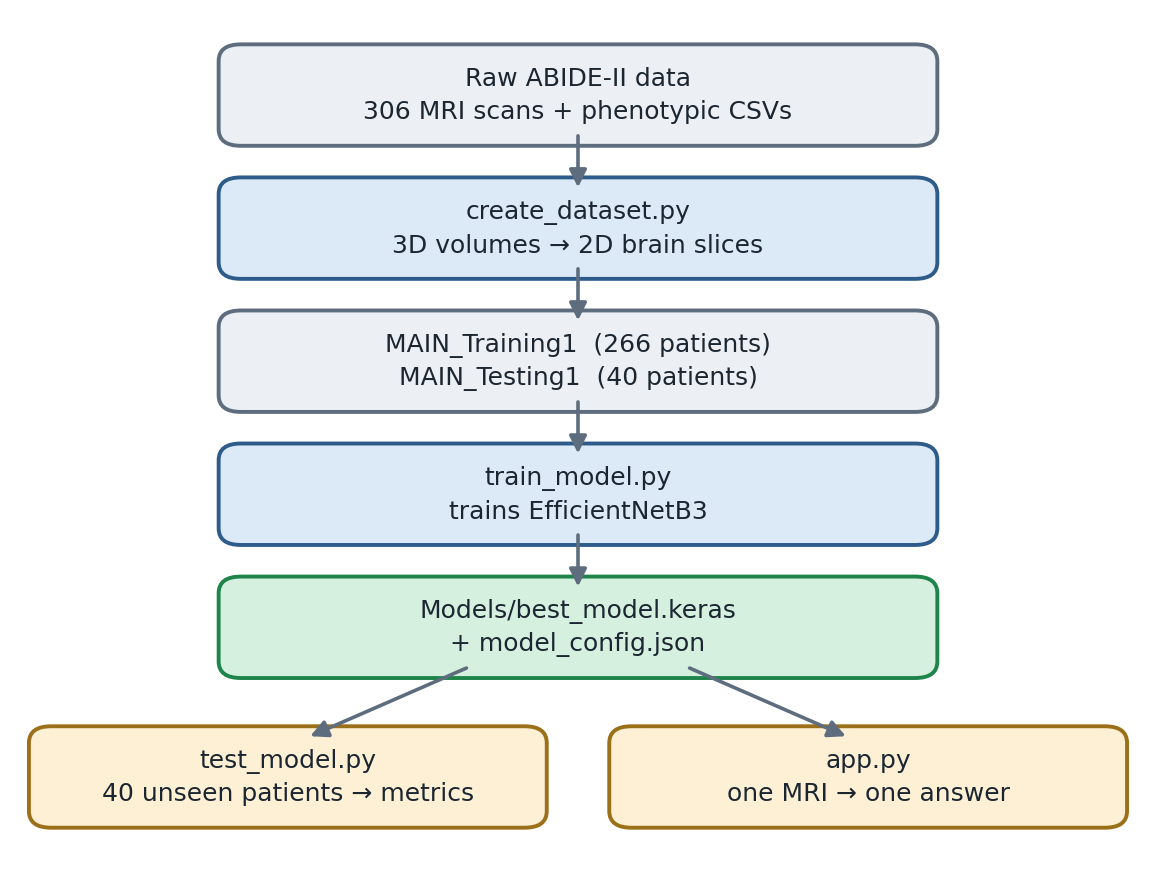 Raw ABIDE-II data
306 MRI scans + phenotypic CSVs
create_dataset.py
3D volumes → 2D brain slices
MAIN_Training1  (266 patients)
MAIN_Testing1  (40 patients)
train_model.py
trains EfficientNetB3
Models/best_model.keras
+ model_config.json
test_model.py
40 unseen patients → metrics
app.py
one MRI → one answer